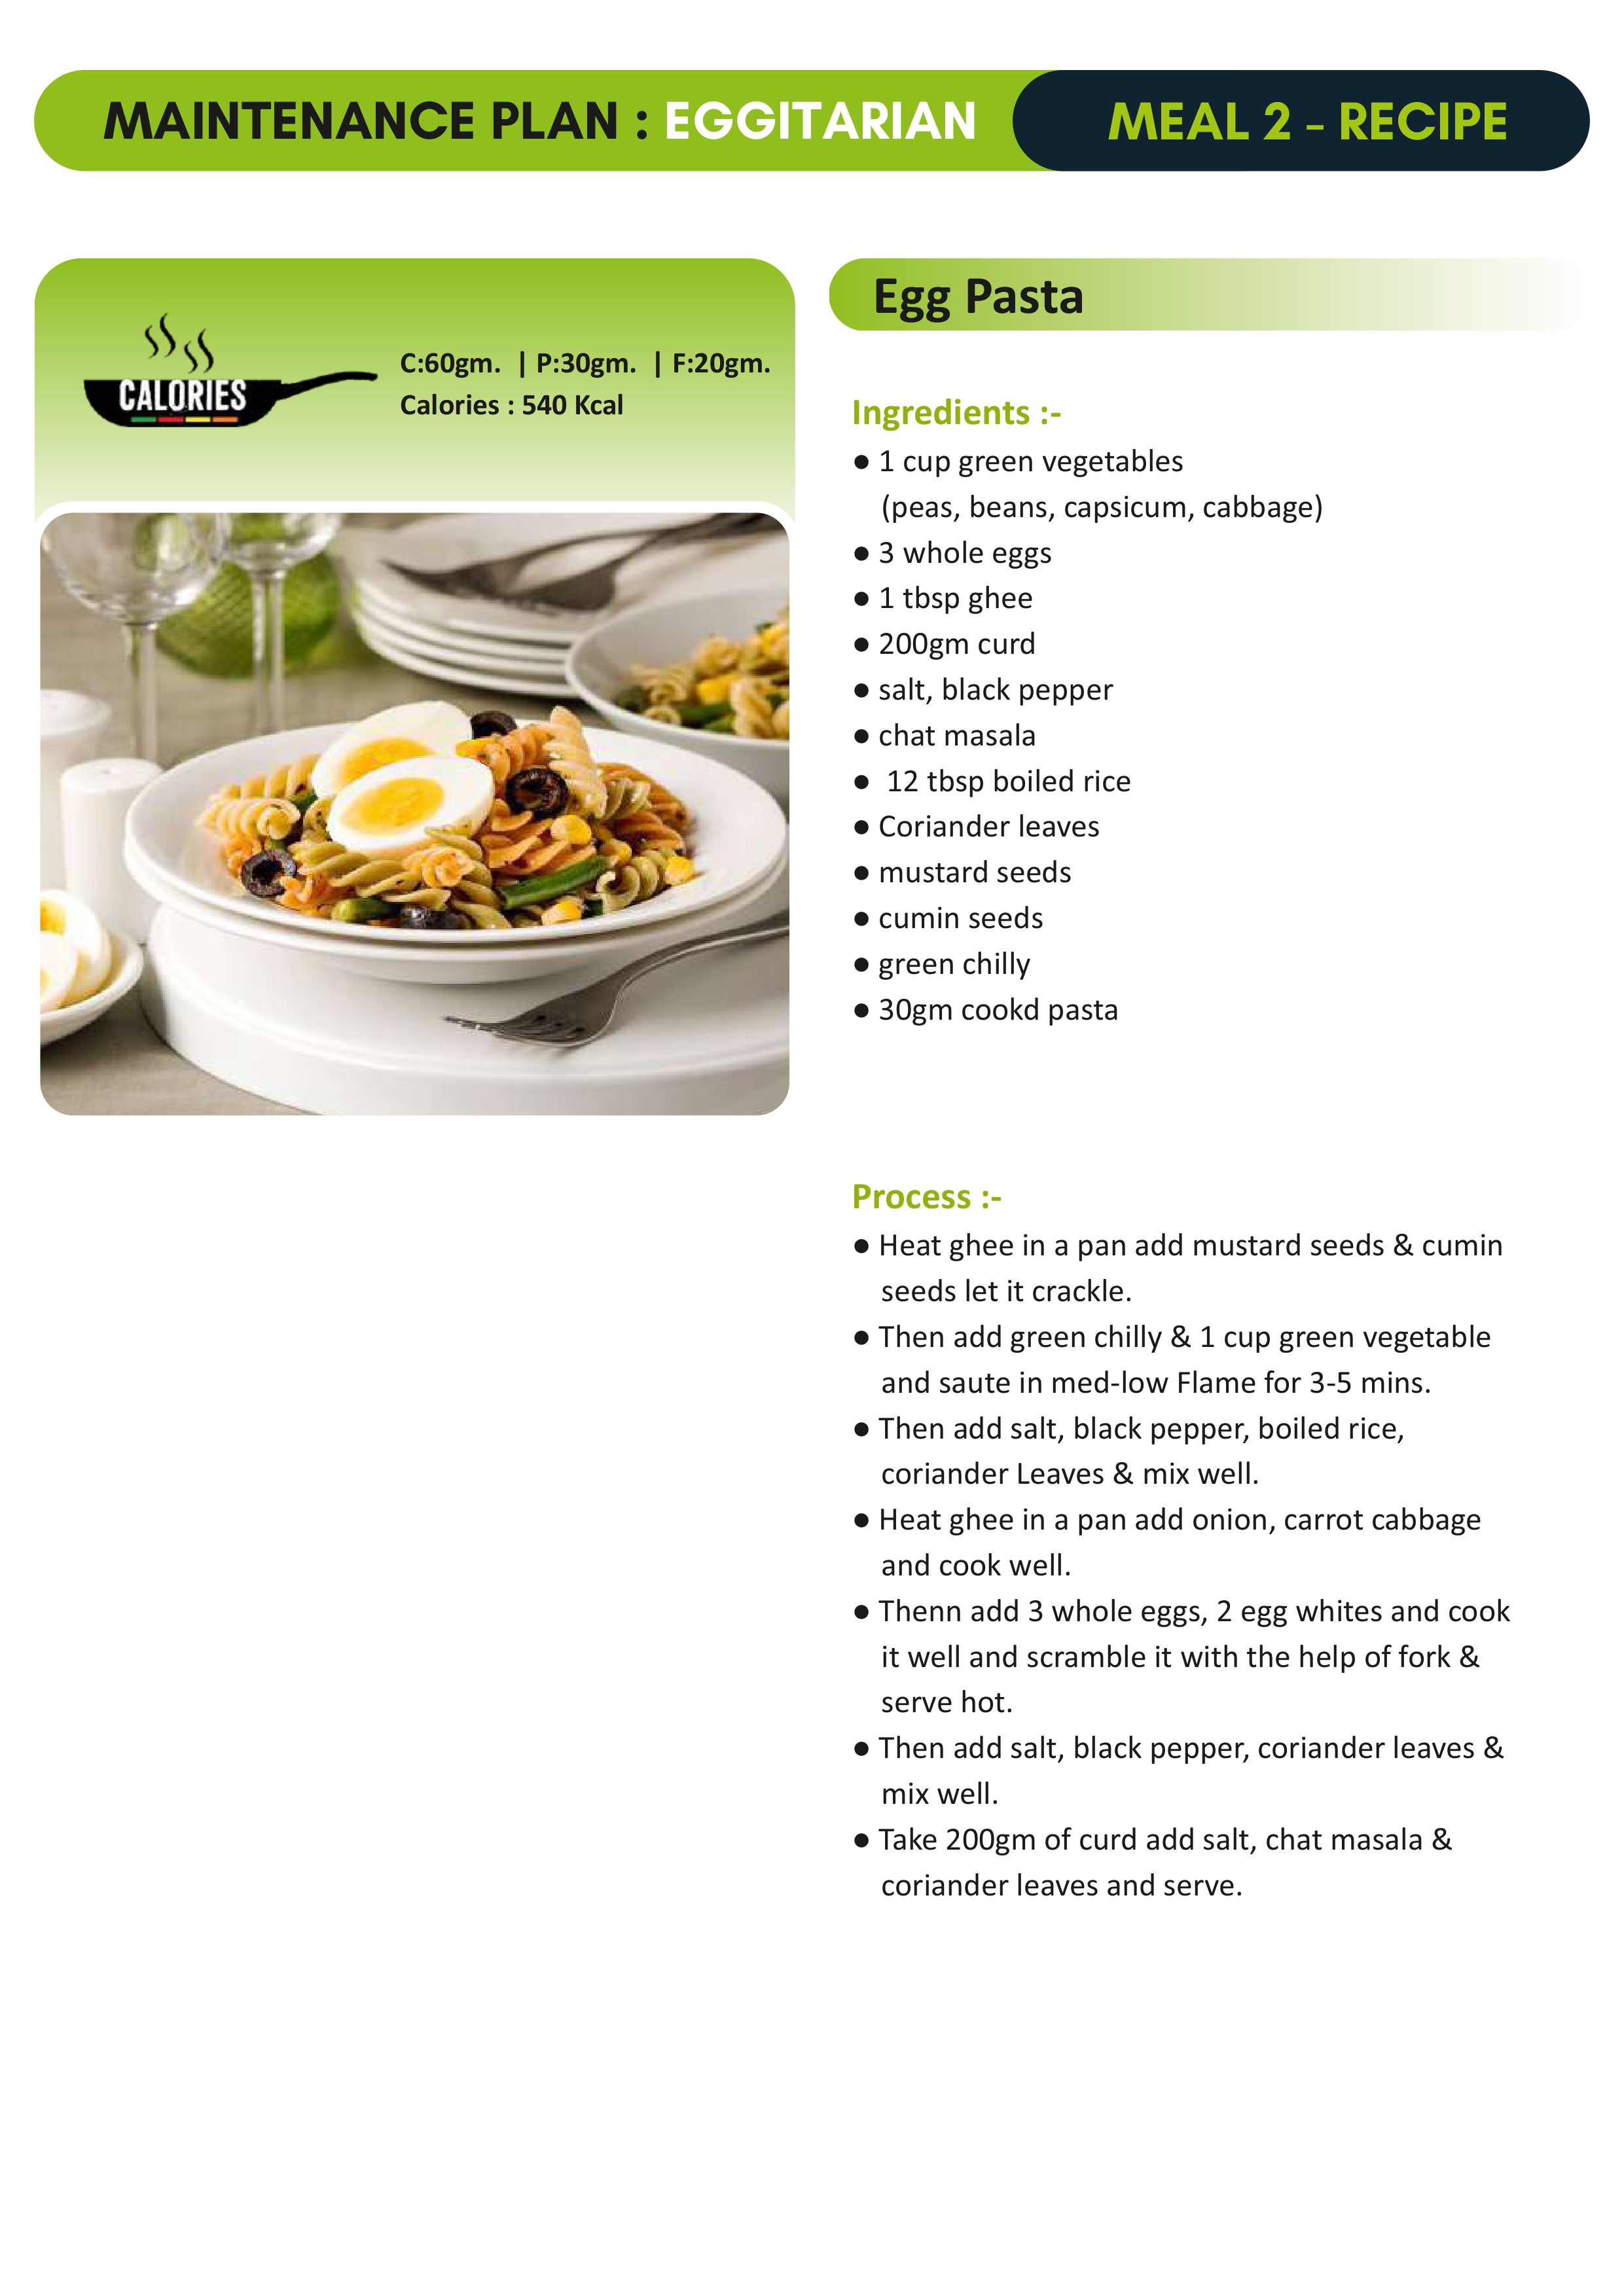 MAINTENANCE PLAN : EGGITARIAN
MEAL 2 - RECIPE
CALORIES
C:60gm. | P:30gm. | F:20gm.
Calories : 540 Kcal
Egg Pasta
Ingredients :-
● 1 cup green vegetables
(peas, beans, capsicum, cabbage)
● 3 whole eggs
● 1 tbsp ghee
● 200gm curd
● salt, black pepper
● chat masala
● 12 tbsp boiled rice
● Coriander leaves
● mustard seeds
● cumin seeds
● green chilly
● 30gm cookd pasta
Process :-
● Heat ghee in a pan add mustard seeds & cumin
seeds let it crackle.
● Then add green chilly & 1 cup green vegetable
and saute in med-low Flame for 3-5 mins.
● Then add salt, black pepper, boiled rice,
coriander Leaves & mix well.
● Heat ghee in a pan add onion, carrot cabbage
and cook well.
● Thenn add 3 whole eggs, 2 egg whites and cook
it well and scramble it with the help of fork &
serve hot.
● Then add salt, black pepper, coriander leaves &
mix well.
● Take 200gm of curd add salt, chat masala &
coriander leaves and serve.